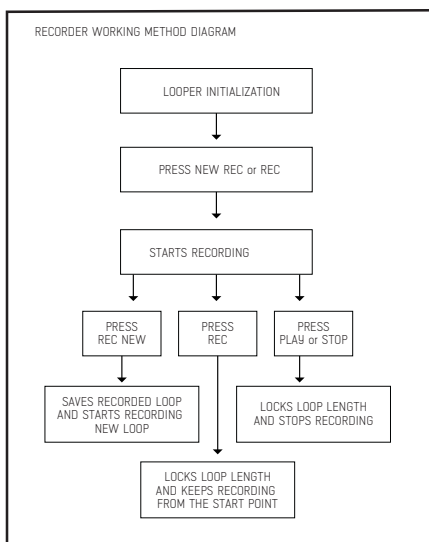 RECORDER WORKING METHOD DIAGRAM
LOOPER INITIALIZATION
PRESS NEW REC or REC
STARTS RECORDING
PRESS
REC NEW
PRESS
REC
PRESS
PLAY or STOP
SAVES RECORDED LOOP
AND STARTS RECORDING
NEW LOOP
LOCKS LOOP LENGTH
AND STOPS RECORDING
LOCKS LOOP LENGTH
AND KEEPS RECORDING
FROM THE START POINT